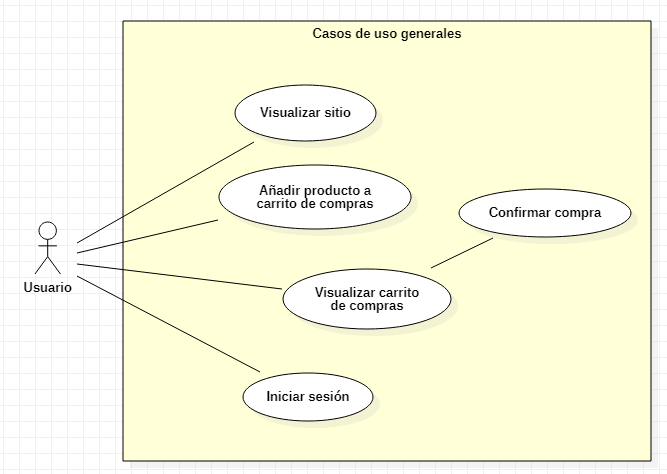 Casos de uso generales
Visualizar sitio
Añadir producto a
carrito de compras
Confirmar compra
Usuario
Visualizar carrito
de compras
Iniciar sesión